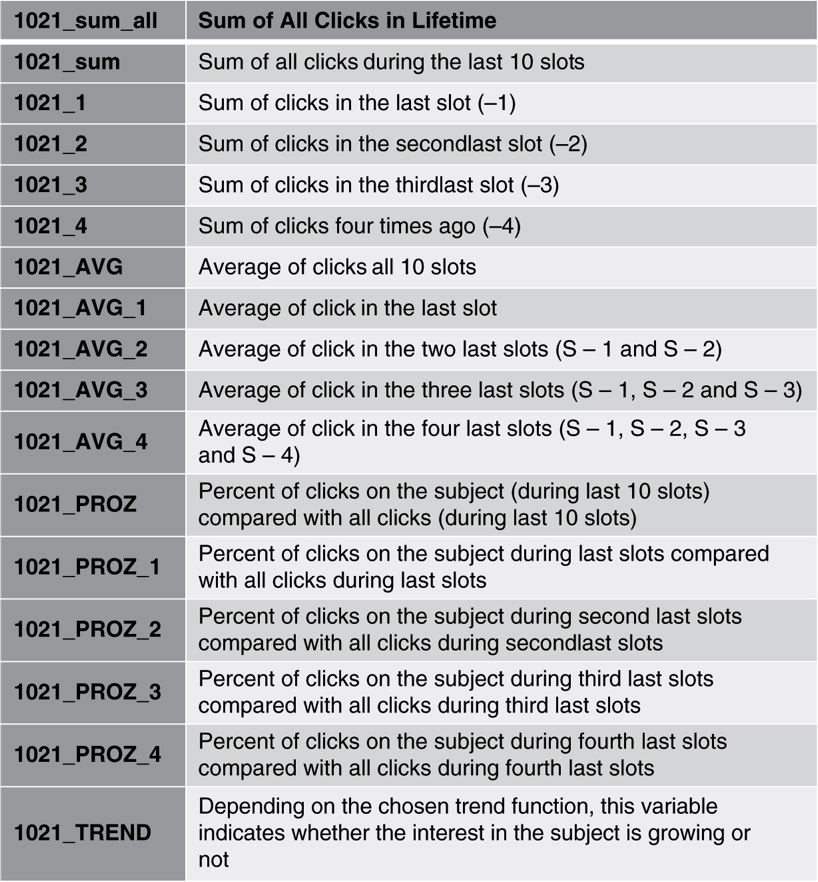 1021_sum_all Sum of All Clicks in Lifetime
1021_sum Sum of all clicks during the last 10 slots
1021_1 Sum of clicks in the last slot (–1)
1021_2 Sum of clicks in the secondlast slot (–2)
1021_3 Sum of clicks in the thirdlast slot (–3)
1021_4 Sum of clicks four times ago (–4)
1021_AVG Average of clicks all 10 slots
1021_AVG_1 Average of click in the last slot
1021_AVG_2 Average of click in the two last slots (S – 1 and S – 2)
1021_AVG_3 Average of click in the three last slots (S – 1, S – 2 and S – 3)
1021_AVG_4 Average of click in the four last slots (S – 1, S – 2, S – 3
and S – 4)
1021_PROZ Percent of clicks on the subject (during last 10 slots)
compared with all clicks (during last 10 slots)
1021_PROZ_1 Percent of clicks on the subject during last slots compared
with all clicks during last slots
1021_PROZ_2 Percent of clicks on the subject during second last slots
compared with all clicks during secondlast slots
1021_PROZ_3 Percent of clicks on the subject during third last slots
compared with all clicks during third last slots
1021_PROZ_4 Percent of clicks on the subject during fourth last slots
compared with all clicks during fourth last slots
1021_TREND Depending on the chosen trend function, this variable
indicates whether the interest in the subject is growing or
not